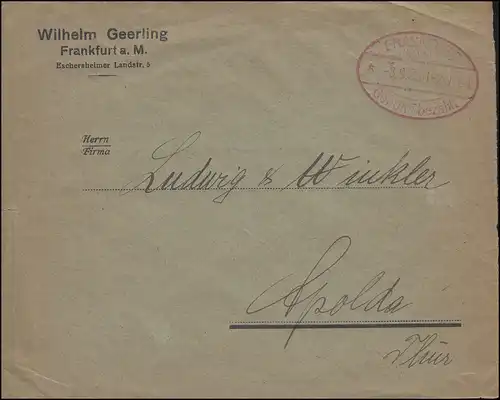 Wilhelm Geerling
Frankfurt a. M.
Eschersheimer Landstr. 5
Herrn
Firma
Ludwig & Winkler
Apolda
Thür